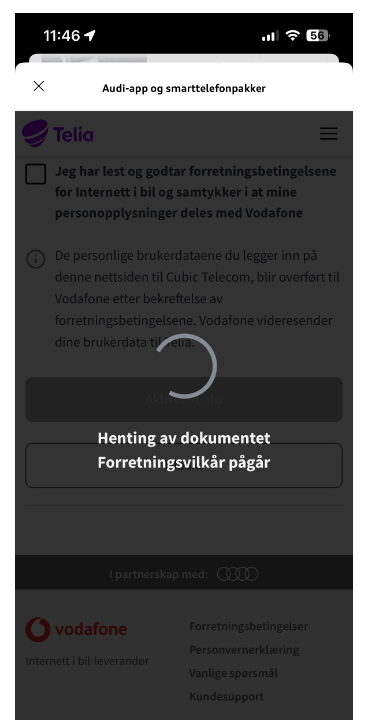 11:46
56
Audi-app og smarttelefonpakker
Telia
Jeg har lest og godtar forretningsbetingelsene
for Internett i bil og samtykker i at mine
personopplysninger deles med Vodafone
De personlige brukerdataene du legger inn på
denne nettsiden til Cubic Telecom, blir overført til
Vodafone etter bekreftelse av
forretningsbetingelsene. Vodafone videresender
dine brukerdata til Telia.
Henting av dokumentet
Forretningsvilkår pågår
I partnerskap med:
vodafone
Internett i bil-leverandør
Forretningsbetingelser
Personvernerklæring
Vanlige spørsmål
Kundesupport